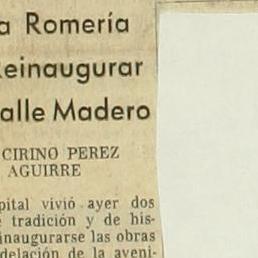 a Romería
einaugurar
alle Madero
CIRINO PEREZ
AGUIRRE
pital vivió ayer dos
tradición y de his-
inaugurarse las obras
delación de la aveni-